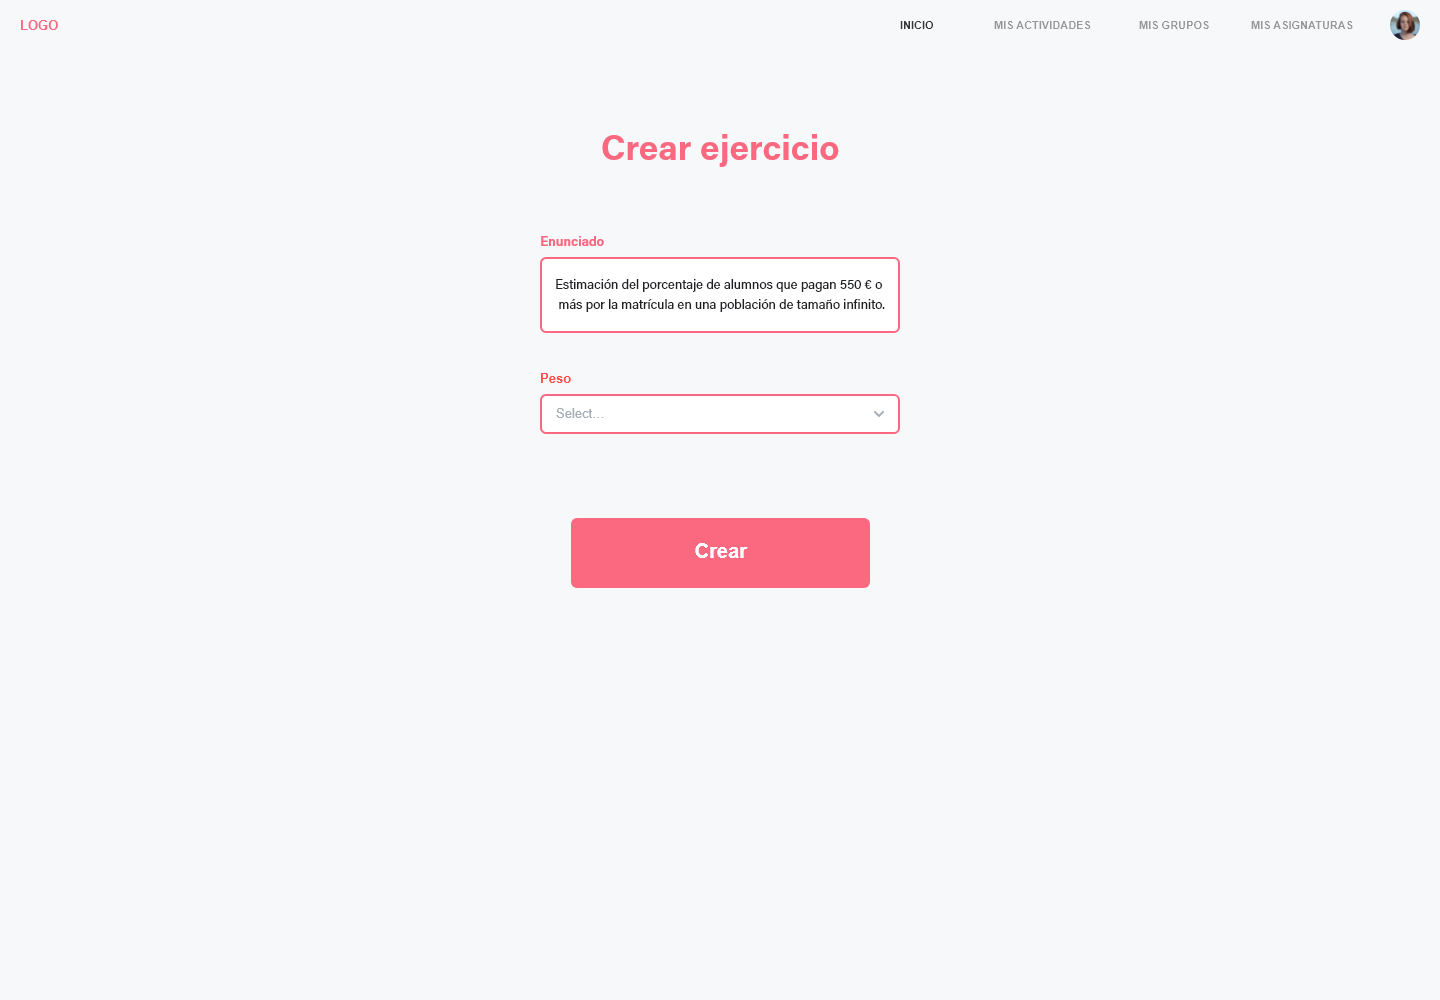 LOGO
INICIO
MIS ACTIVIDADES
MIS GRUPOS
MIS ASIGNATURAS
Crear ejercicio
Enunciado
Estimación del porcentaje de alumnos que pagan 550 € o
más por la matrícula en una población de tamaño infinito.
Peso
Select...
Crear